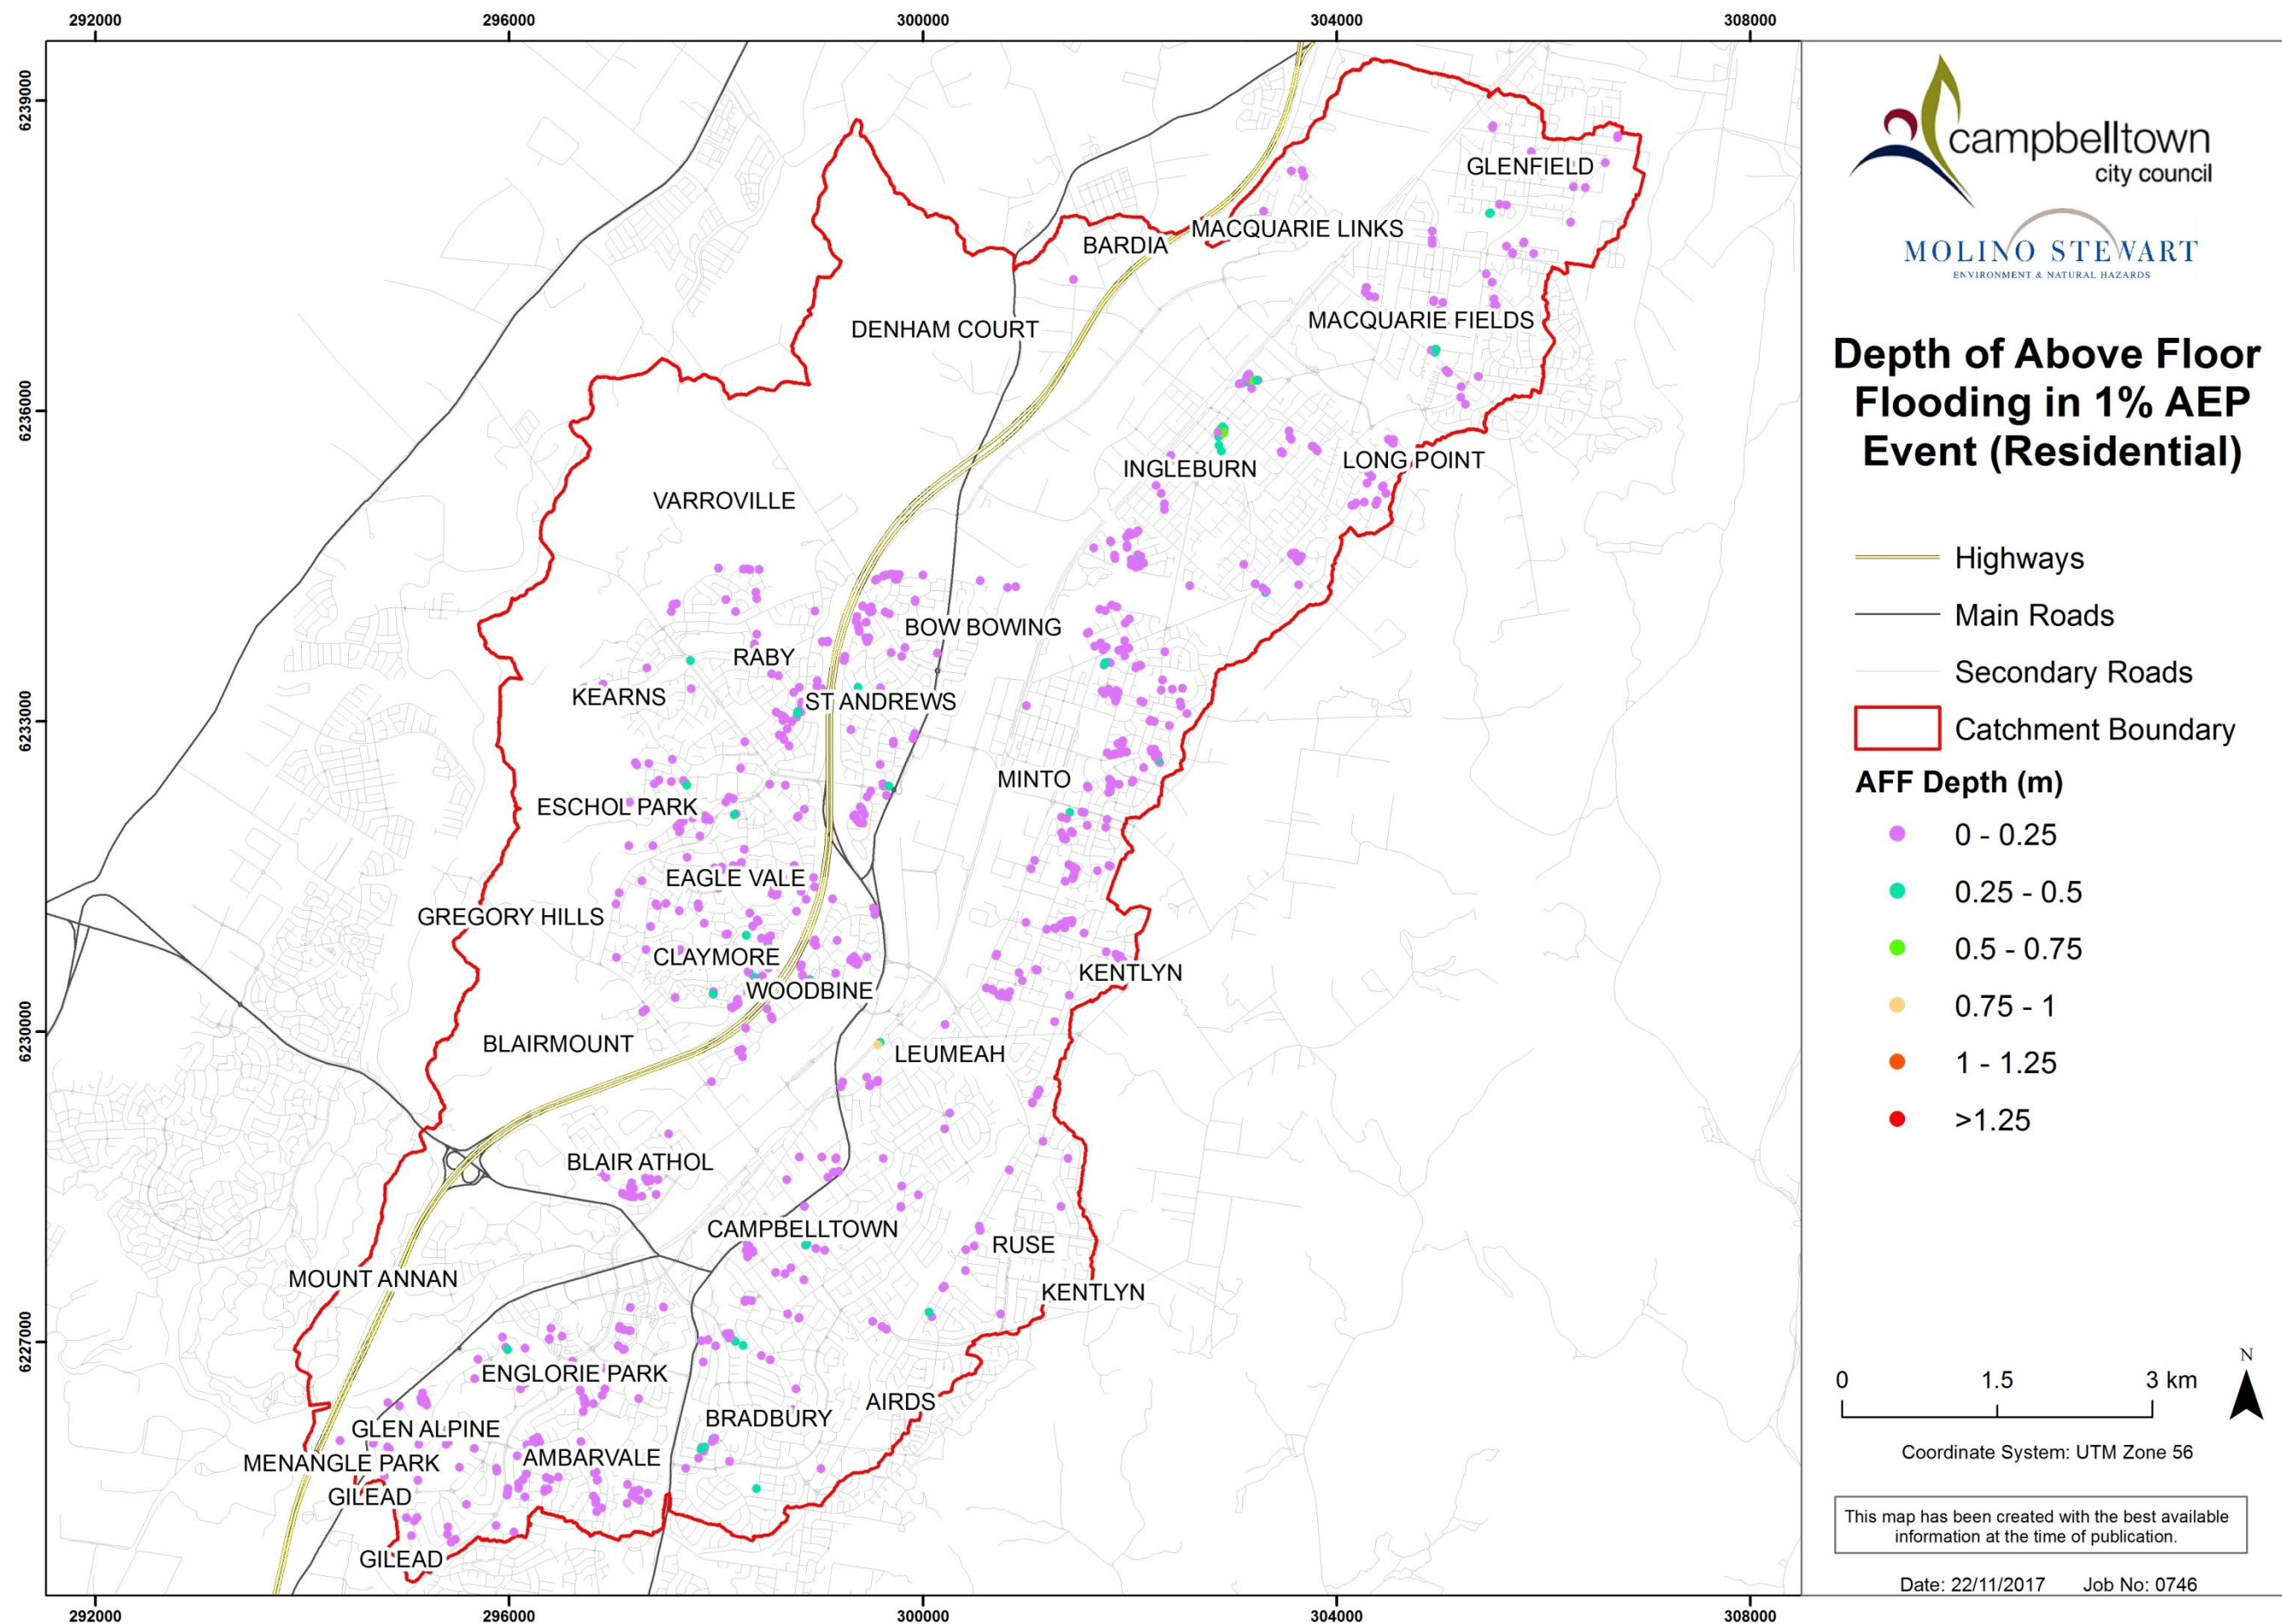 292000
296000
300000
304000
308000
6239000
6236000
6233000
6230000
6227000
GLENFIELD
MACQUARIE LINKS
BARDIA
MACQUARIE FIELDS
DENHAM COURT
INGLEBURN
LONG POINT
VARROVILLE
BOW BOWING
RABY
KEARNS
ST ANDREWS
MINTO
ESCHOL PARK
EAGLE VALE
GREGORY HILLS
CLAYMORE
KENTLYN
WOODBINE
BLAIRMOUNT
LEUMEAH
BLAIR ATHOL
CAMPBELLTOWN
RUSE
MOUNT ANNAN
KENTLYN
ENGLORIE PARK
AIRDS
BRADBURY
GLEN ALPINE
AMBARVALE
MENANGLE PARK
GILEAD
GILEAD
292000
296000
300000
304000
308000
campbelltown
city council
MOLINO STEWART
ENVIRONMENT & NATURAL HAZARDS
Depth of Above Floor
Flooding in 1% AEP
Event (Residential)
Highways
Main Roads
Secondary Roads
Catchment Boundary
AFF Depth (m)
0 - 0.25
0.25 - 0.5
0.5 - 0.75
0.75 - 1
1 - 1.25
>1.25
N
0 1.5 3 km
Coordinate System: UTM Zone 56
This map has been created with the best available
information at the time of publication.
Date: 22/11/2017 Job No: 0746